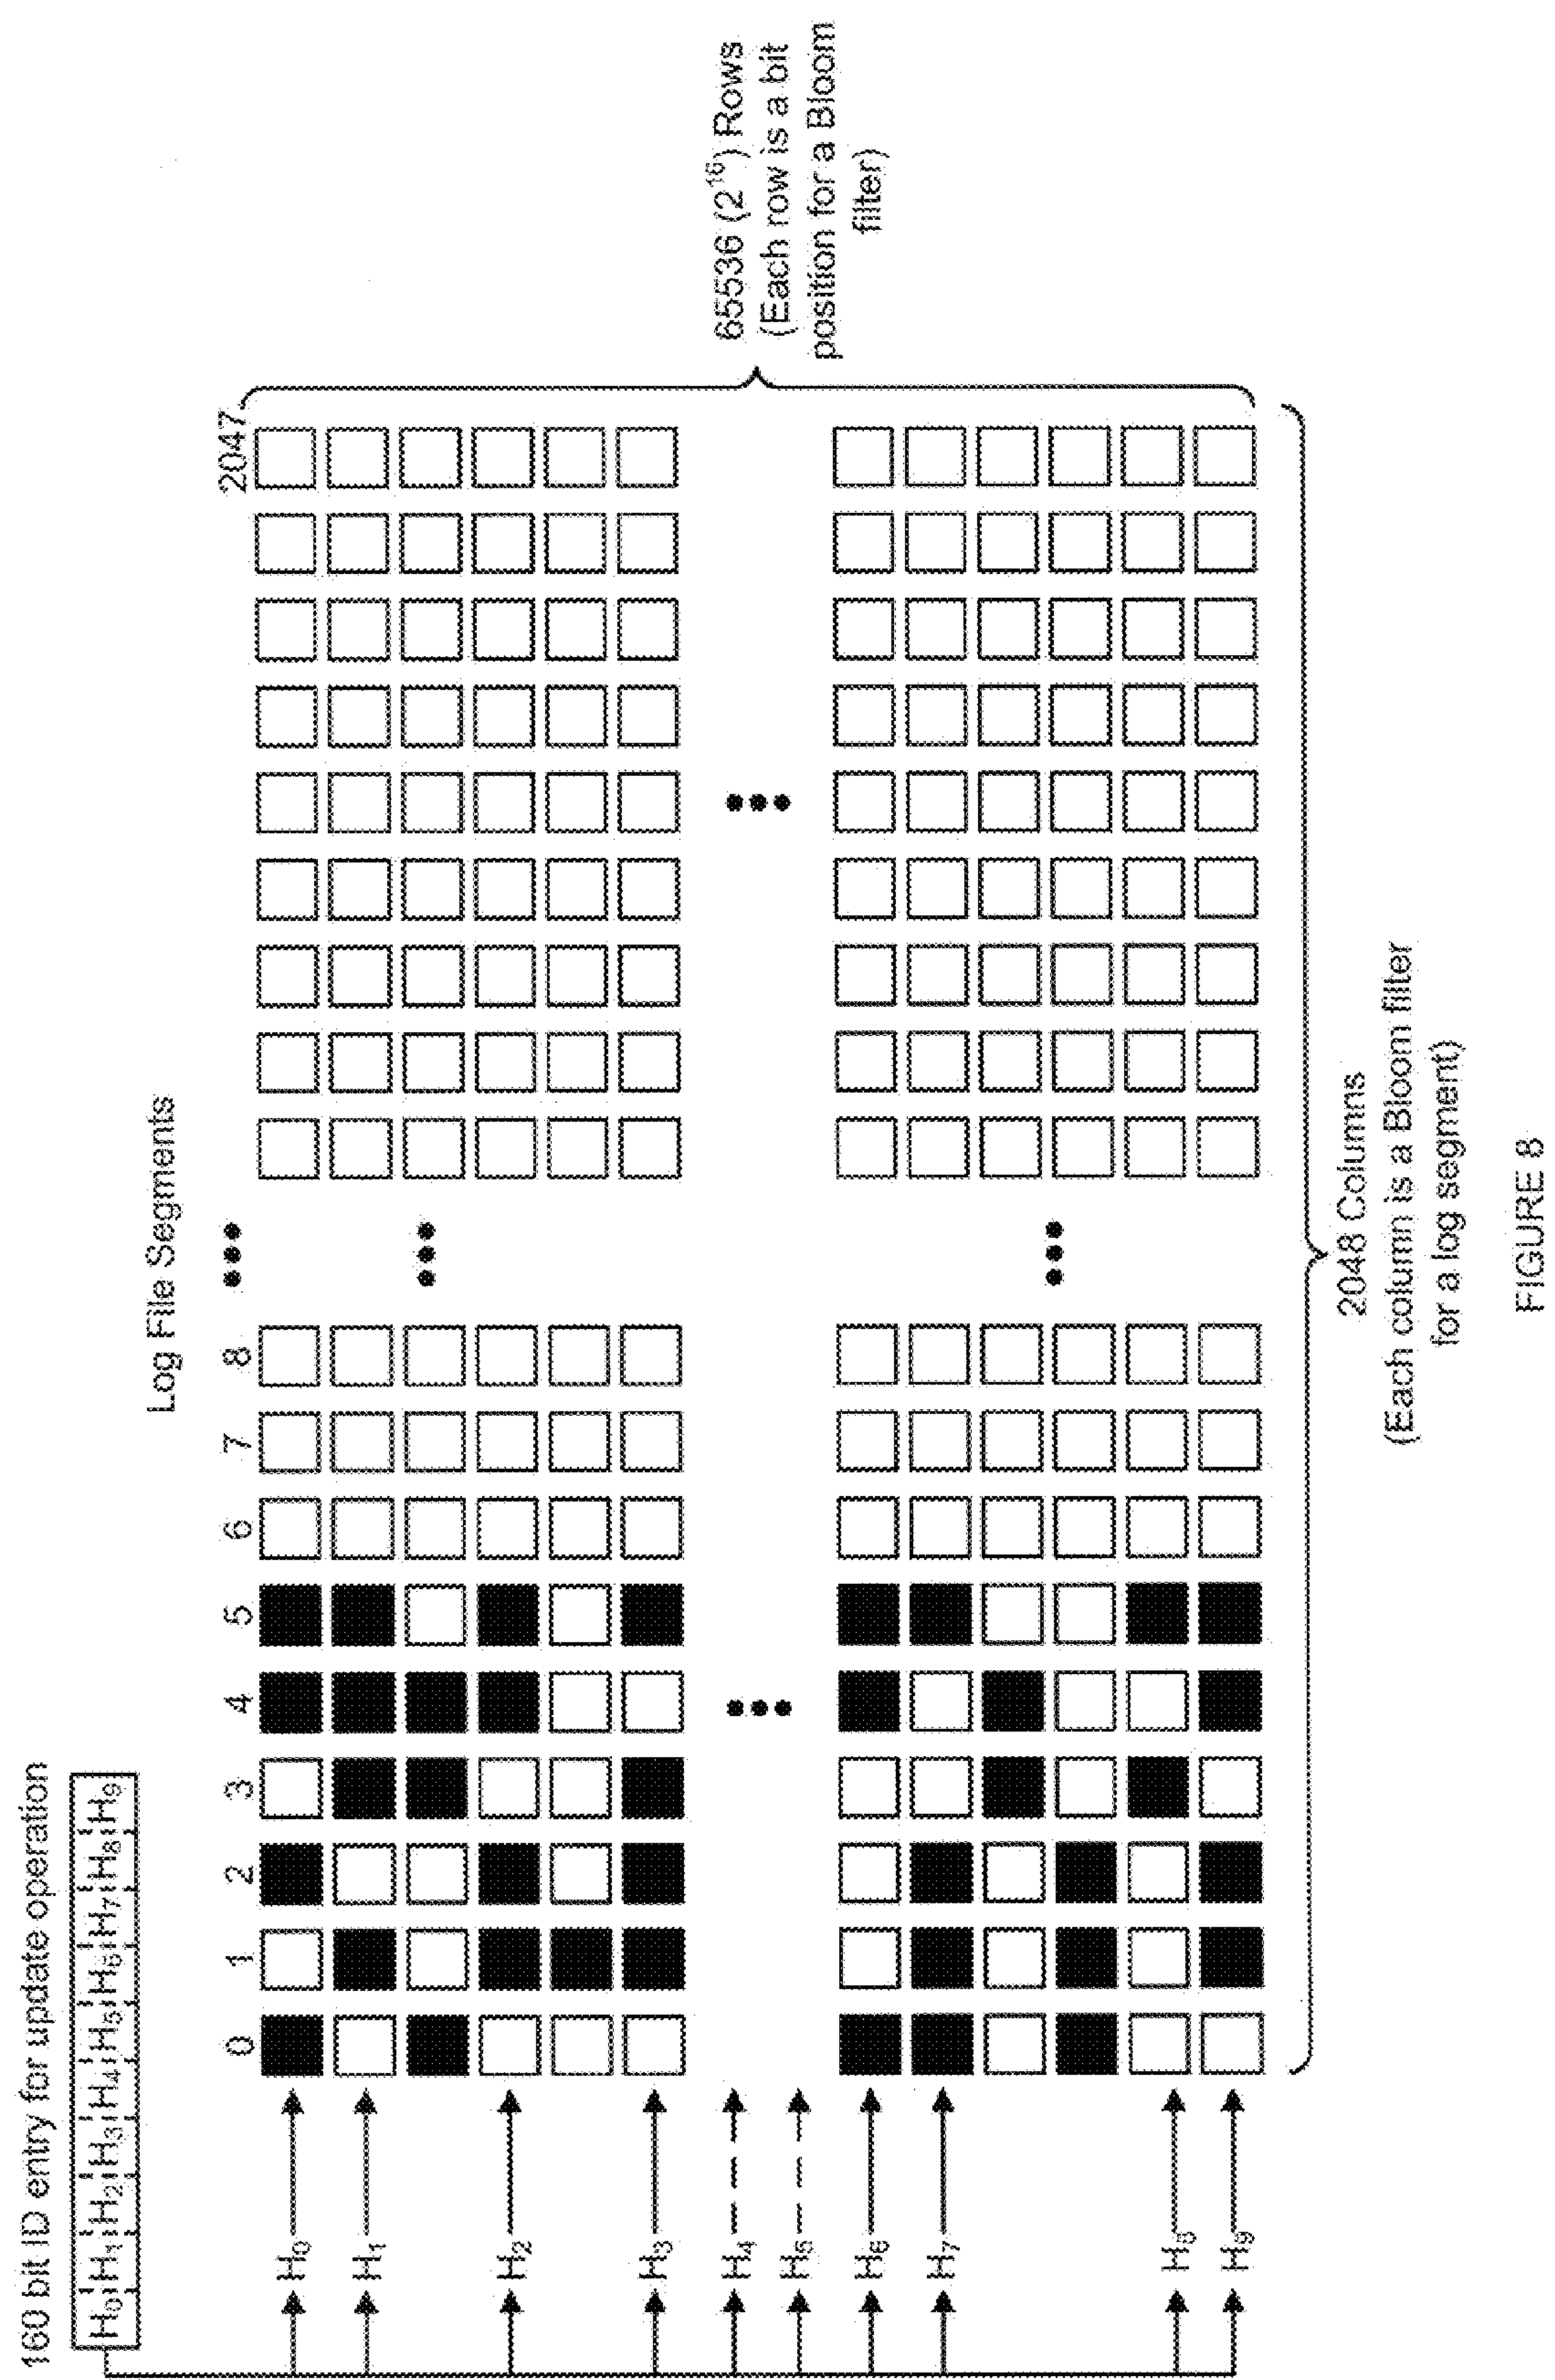 160 bit ID entry for update operation
H0 H1 H2 H3 H4 H5 H6 H7 H8 H9
Log File Segments
0 1 2 3 4 5 6 7 8 2047
H0
H1
H2
H3
H4
H5
H6
H7
H8
H9
65536 (2^16) Rows
(Each row is a bit
position for a Bloom
filter)
2048 Columns
(Each column is a Bloom filter
for a log segment)
FIGURE 8